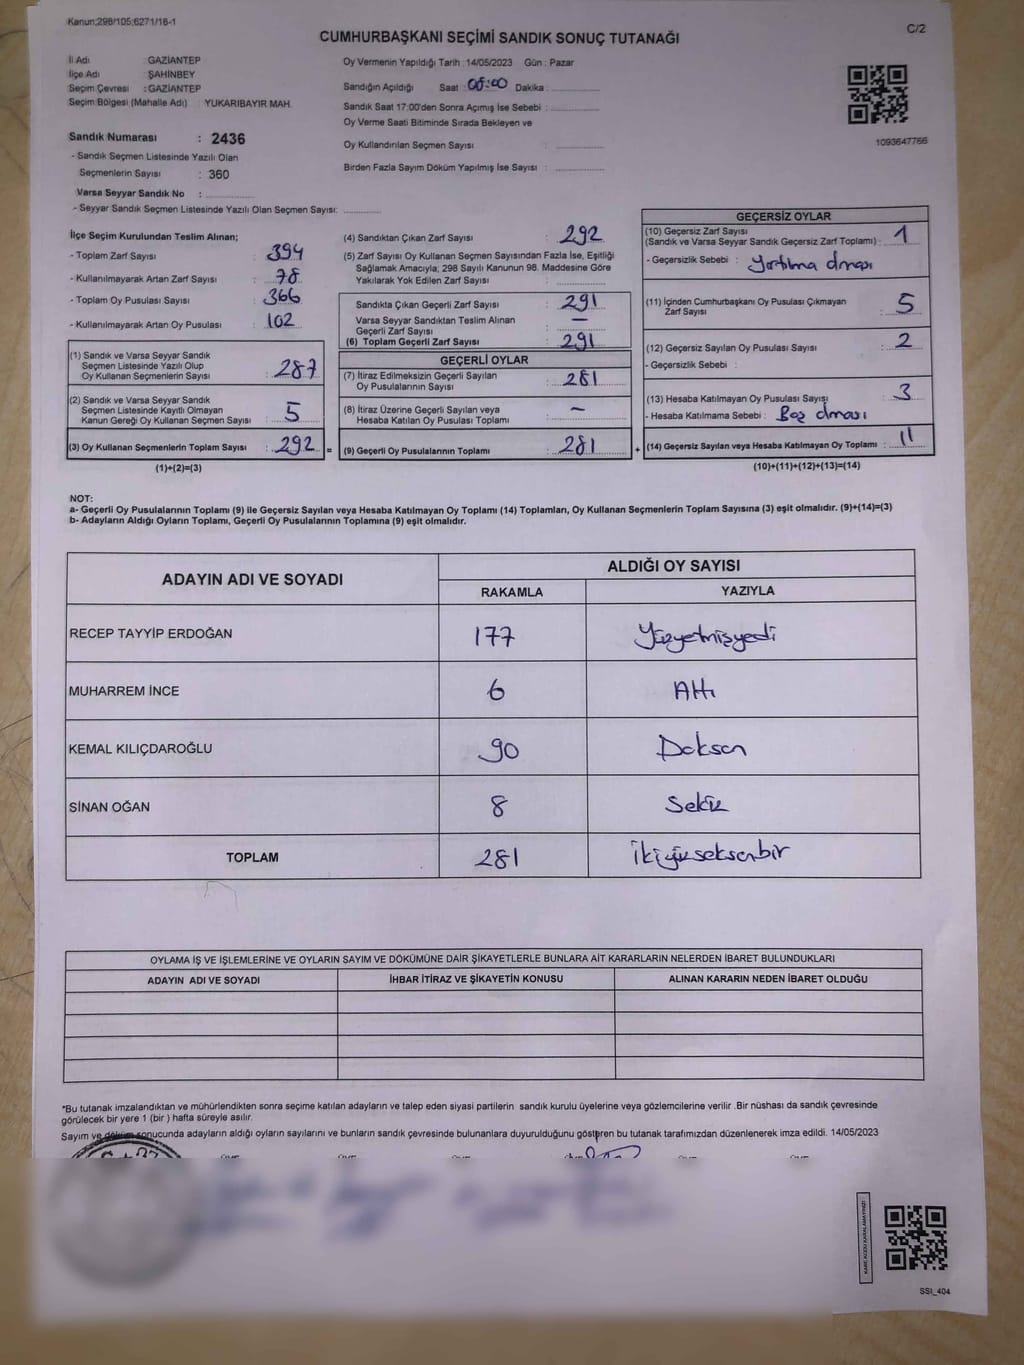 Kanun;298/105;6271/16-1
C/2
CUMHURBAŞKANI SEÇİMİ SANDIK SONUÇ TUTANAĞI
İl Adı : GAZİANTEP
İlçe Adı : ŞAHİNBEY
Seçim Çevresi : GAZİANTEP
Seçim Bölgesi (Mahalle Adı) : YUKARIBAYIR MAH.
Sandık Numarası : 2436
- Sandık Seçmen Listesinde Yazılı Olan
Seçmenlerin Sayısı : 360
Varsa Seyyar Sandık No :
- Seyyar Sandık Seçmen Listesinde Yazılı Olan Seçmen Sayısı:
Oy Vermenin Yapıldığı Tarih : 14/05/2023 Gün : Pazar
Sandığın Açıldığı Saat : 08:00 Dakika :
Sandık Saat 17:00'den Sonra Açımış İse Sebebi :
Oy Verme Saati Bitiminde Sırada Bekleyen ve
Oy Kullandırılan Seçmen Sayısı :
Birden Fazla Sayım Döküm Yapılmış İse Sayısı :
1093647766
İlçe Seçim Kurulundan Teslim Alınan;
- Toplam Zarf Sayısı : 394
- Kullanılmayarak Artan Zarf Sayısı : 78
- Toplam Oy Pusulası Sayısı : 366
- Kullanılmayarak Artan Oy Pusulası : 102
(1) Sandık ve Varsa Seyyar Sandık
Seçmen Listesinde Yazılı Olup
Oy Kullanan Seçmenlerin Sayısı : 287
(2) Sandık ve Varsa Seyyar Sandık
Seçmen Listesinde Kayıtlı Olmayan
Kanun Gereği Oy Kullanan Seçmen Sayısı : 5
(3) Oy Kullanan Seçmenlerin Toplam Sayısı : 292 =
(1)+(2)=(3)
(4) Sandıktan Çıkan Zarf Sayısı : 292
(5) Zarf Sayısı Oy Kullanan Seçmen Sayısından Fazla İse, Eşitliği
Sağlamak Amacıyla, 298 Sayılı Kanunun 98. Maddesine Göre
Yakılarak Yok Edilen Zarf Sayısı :
Sandıkta Çıkan Geçerli Zarf Sayısı : 291
Varsa Seyyar Sandıktan Teslim Alınan
Geçerli Zarf Sayısı : –
(6) Toplam Geçerli Zarf Sayısı : 291
GEÇERLİ OYLAR
(7) İtiraz Edilmeksizin Geçerli Sayılan
Oy Pusulalarının Sayısı : 281
(8) İtiraz Üzerine Geçerli Sayılan veya
Hesaba Katılan Oy Pusulaları Toplamı : –
(9) Geçerli Oy Pusulalarının Toplamı : 281 +
GEÇERSİZ OYLAR
(10) Geçersiz Zarf Sayısı
(Sandık ve Varsa Seyyar Sandık Geçersiz Zarf Toplamı) : 1
- Geçersizlik Sebebi : Yırtılma olması
(11) İçinden Cumhurbaşkanı Oy Pusulası Çıkmayan
Zarf Sayısı : 5
(12) Geçersiz Sayılan Oy Pusulası Sayısı : 2
- Geçersizlik Sebebi :
(13) Hesaba Katılmayan Oy Pusulası Sayısı : 3
- Hesaba Katılmama Sebebi : Boş olması
(14) Geçersiz Sayılan veya Hesaba Katılmayan Oy Toplamı : 11
(10)+(11)+(12)+(13)=(14)
NOT:
a- Geçerli Oy Pusulalarının Toplamı (9) ile Geçersiz Sayılan veya Hesaba Katılmayan Oy Toplamı (14) Toplamları, Oy Kullanan Seçmenlerin Toplam Sayısına (3) eşit olmalıdır. (9)+(14)=(3)
b- Adayların Aldığı Oyların Toplamı, Geçerli Oy Pusulalarının Toplamına (9) eşit olmalıdır.
ADAYIN ADI VE SOYADI
ALDIĞI OY SAYISI
RAKAMLA YAZIYLA
RECEP TAYYİP ERDOĞAN 177 Yüzyetmişyedi
MUHARREM İNCE 6 Altı
KEMAL KILIÇDAROĞLU 90 Doksan
SİNAN OĞAN 8 Sekiz
TOPLAM 281 İkiyüzseksenbir
OYLAMA İŞ VE İŞLEMLERİNE VE OYLARIN SAYIM VE DÖKÜMÜNE DAİR ŞİKAYETLERLE BUNLARA AİT KARARLARIN NELERDEN İBARET BULUNDUKLARI
ADAYIN ADI VE SOYADI İHBAR İTİRAZ VE ŞİKAYETİN KONUSU ALINAN KARARIN NEDEN İBARET OLDUĞU
*Bu tutanak imzalandıktan ve mühürlendikten sonra seçime katılan adayların ve talep eden siyasi partilerin sandık kurulu üyelerine veya gözlemcilerine verilir .Bir nüshası da sandık çevresinde
görülecek bir yere 1 (bir ) hafta süreyle asılır.
Sayım ve döküm sonucunda adayların aldığı oyların sayılarını ve bunların sandık çevresinde bulunanlara duyurulduğunu gösteren bu tutanak tarafımızdan düzenlenerek imza edildi. 14/05/2023
KARE KODU KARALAMAYINIZ!
SSI_404